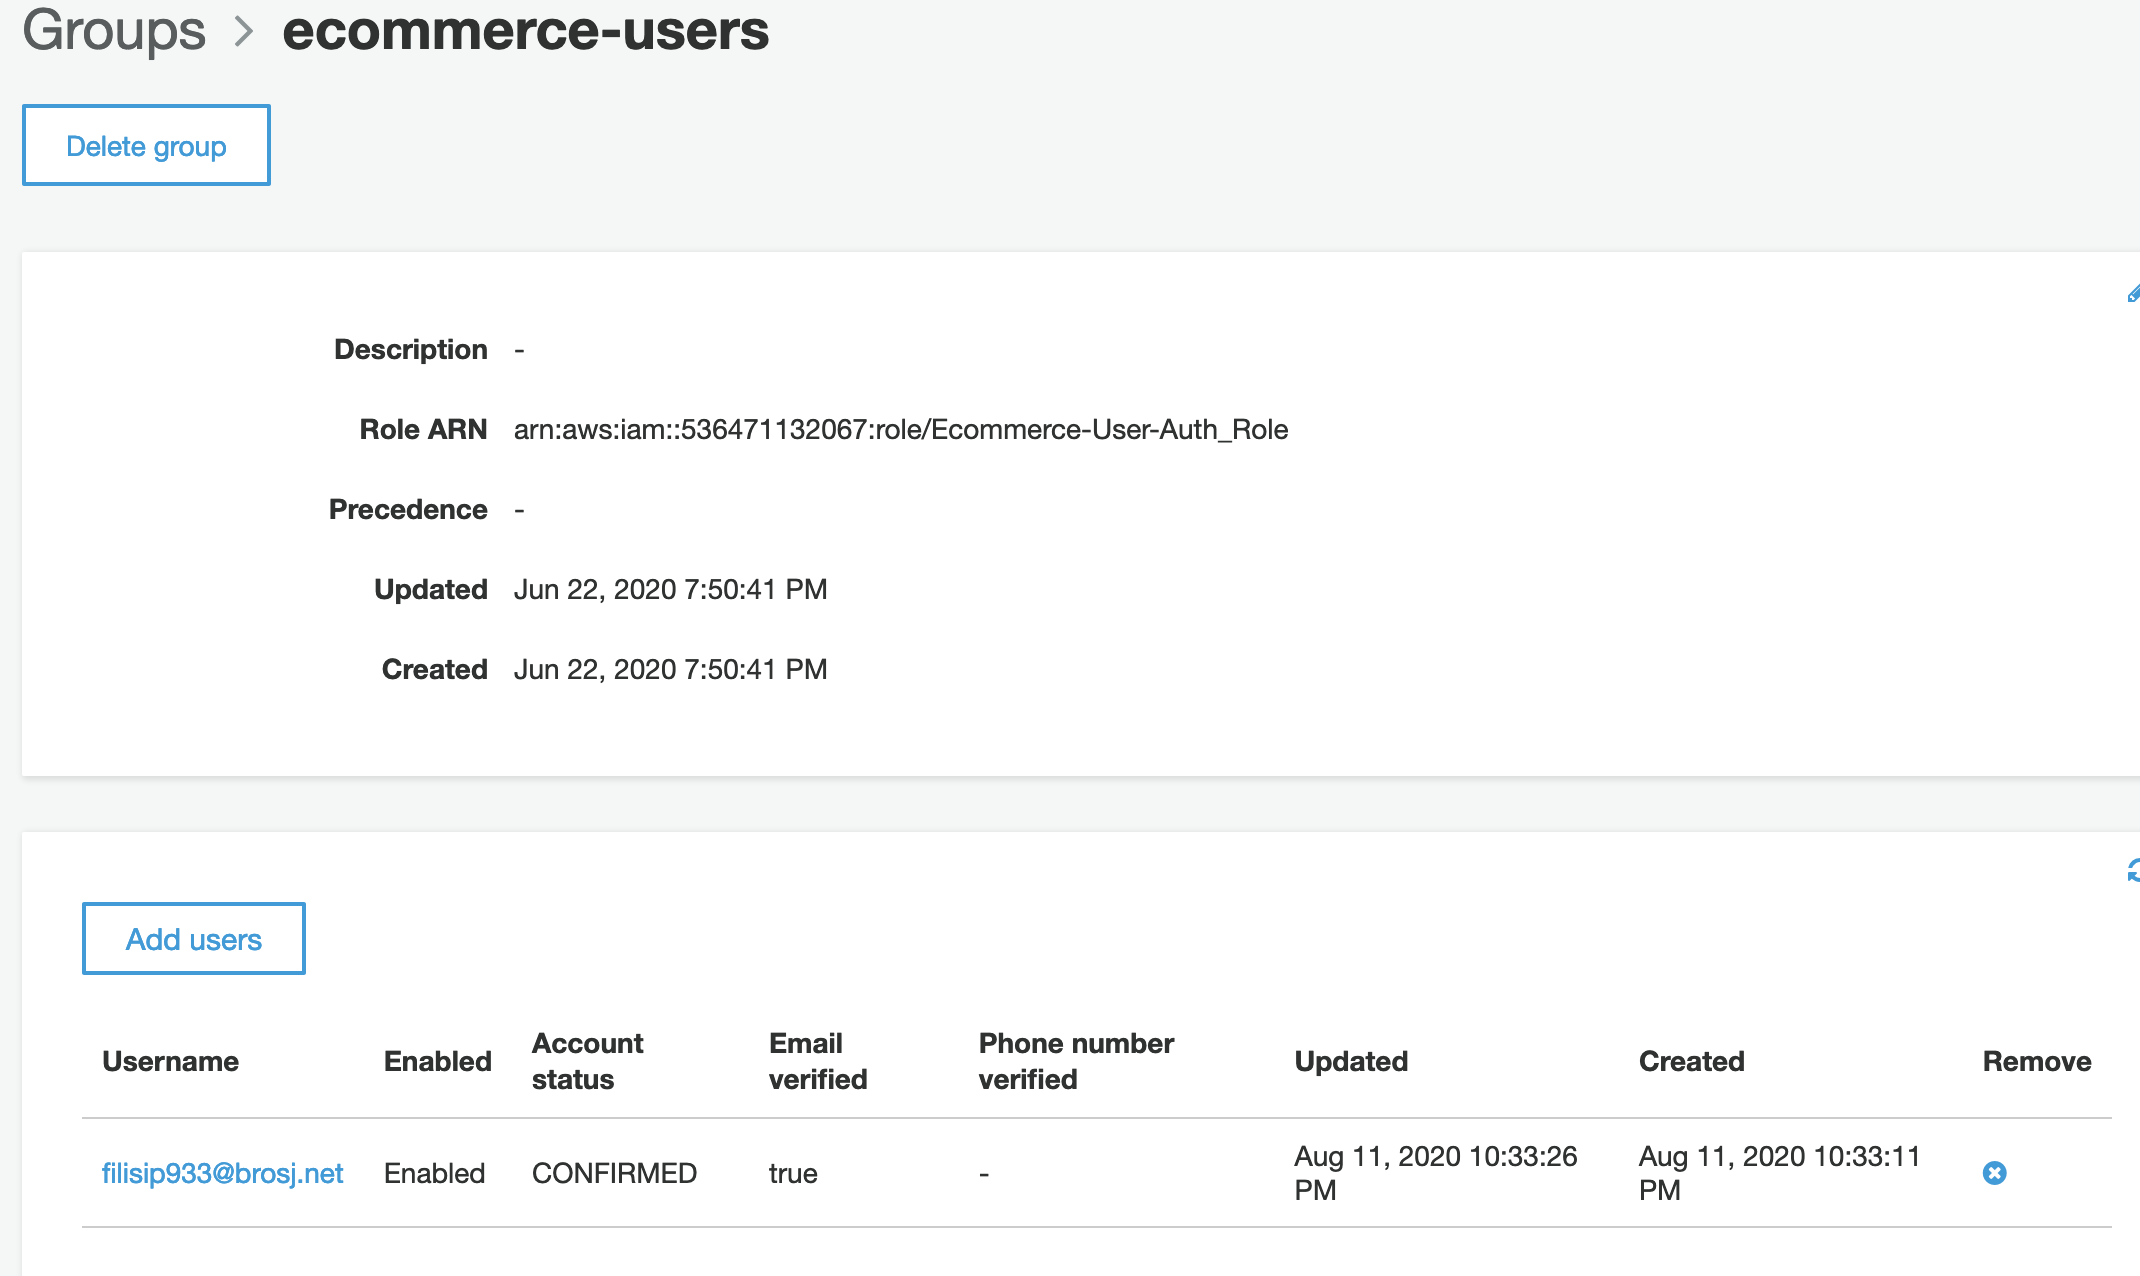 Groups > ecommerce-users
Delete group
Description -
Role ARN arn:aws:iam::536471132067:role/Ecommerce-User-Auth_Role
Precedence -
Updated Jun 22, 2020 7:50:41 PM
Created Jun 22, 2020 7:50:41 PM
Add users
Username Enabled Account status Email verified Phone number verified Updated Created Remove
filisip933@brosj.net Enabled CONFIRMED true - Aug 11, 2020 10:33:26 PM Aug 11, 2020 10:33:11 PM